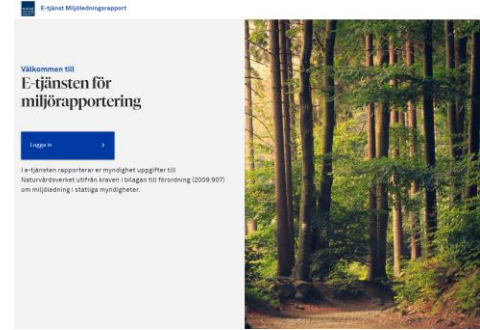 E-tjänst Miljöledningsrapport
Välkommen till
E-tjänsten för
miljörapportering
Logga in
I e-tjänsten rapporterar er myndighet uppgifter till
Naturvårdsverket utifrån kraven i bilagan till förordning (2009:907)
om miljöledning i statliga myndigheter.